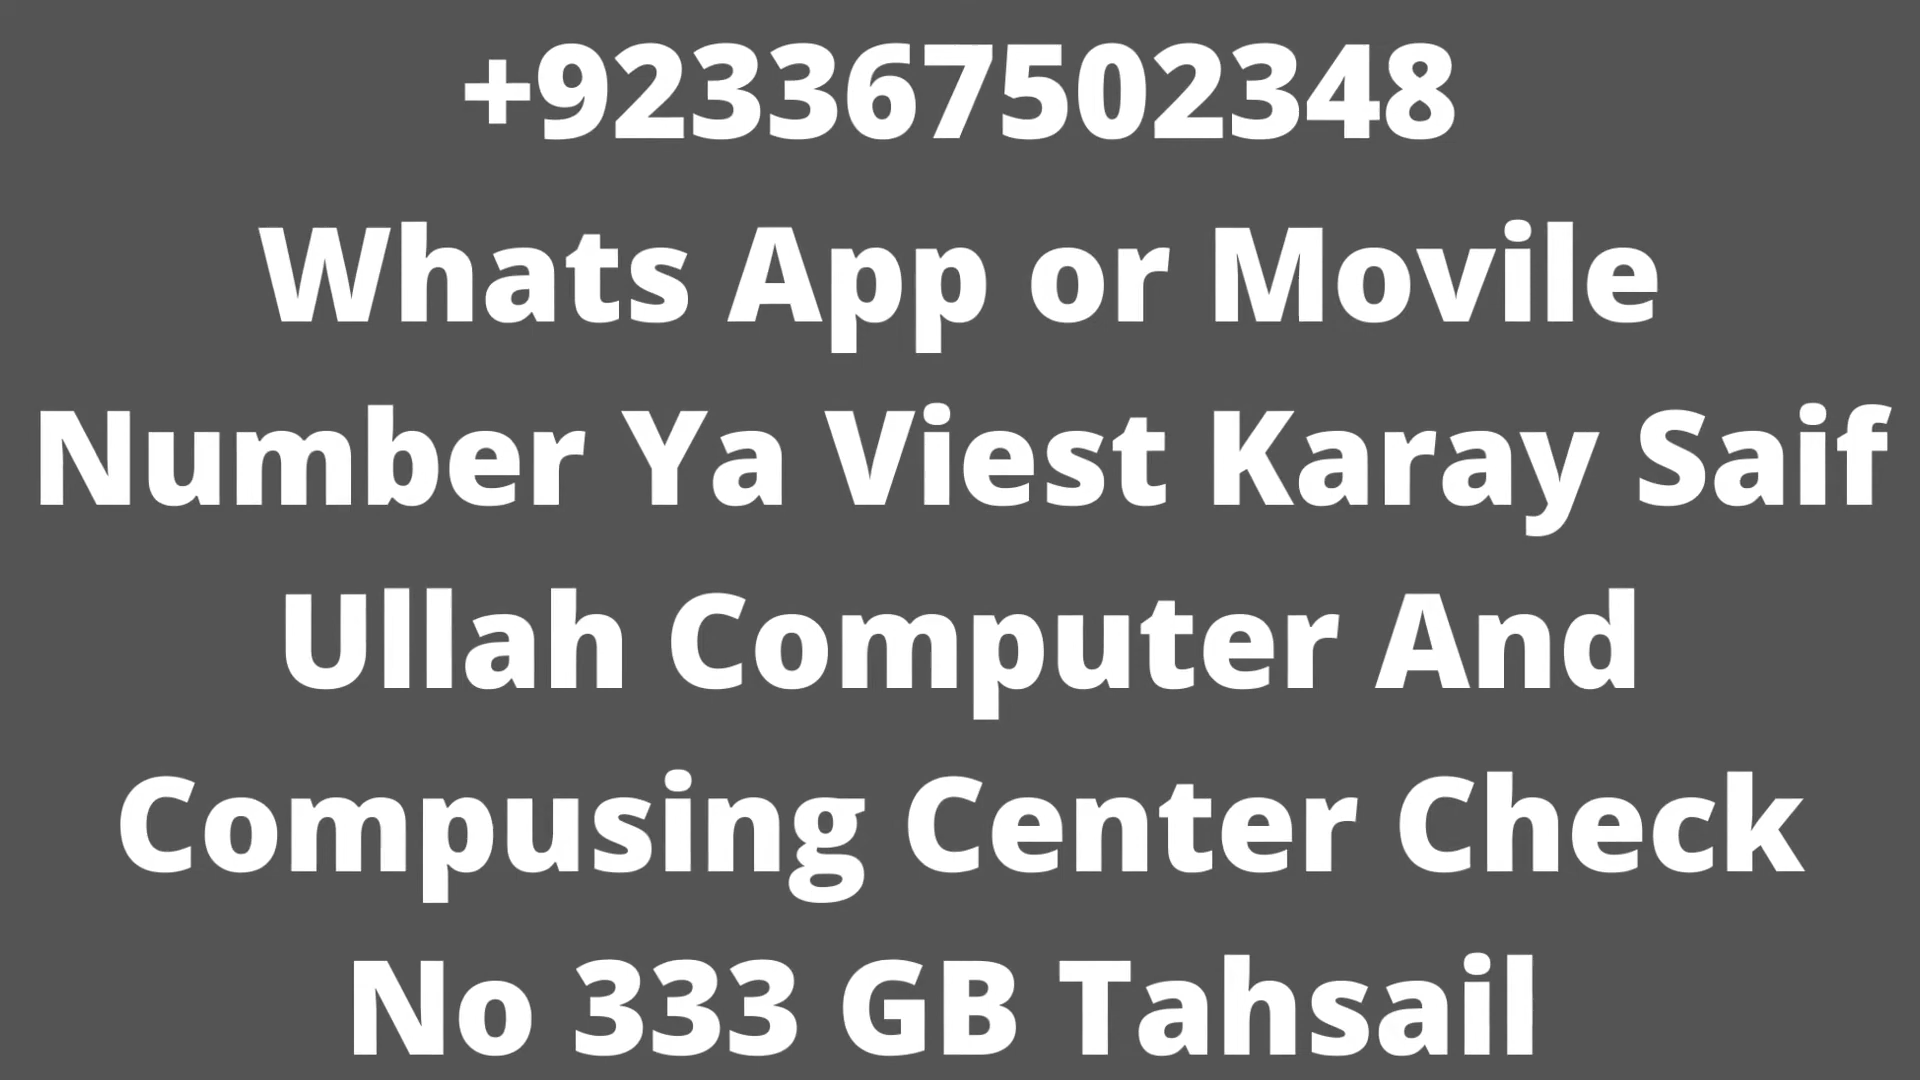 +923367502348
Whats App or Movile
Number Ya Viest Karay Saif
Ullah Computer And
Compusing Center Check
No 333 GB Tahsail